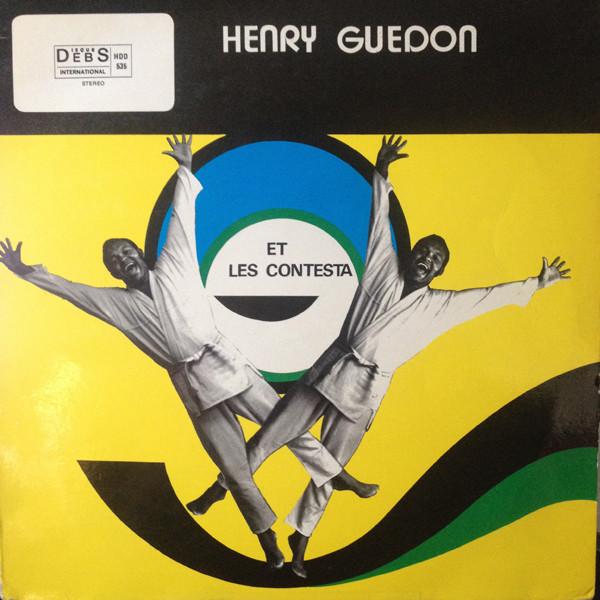 HENRY GUEDON
DISQUE
DEBS
INTERNATIONAL
HDD
535
STEREO
ET
LES CONTESTA